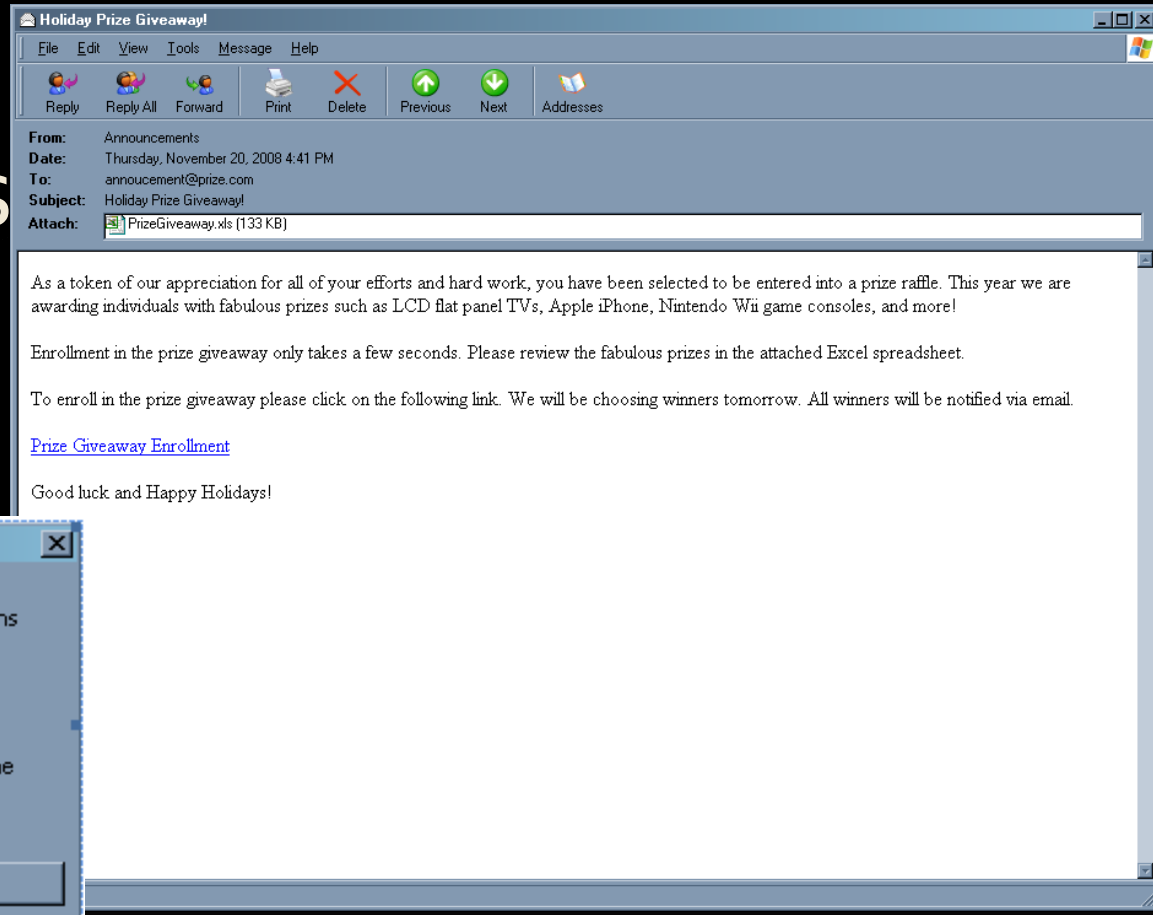 Holiday Prize Giveaway!
File Edit View Tools Message Help
Reply Reply All Forward Print Delete Previous Next Addresses
From: Announcements
Date: Thursday, November 20, 2008 4:41 PM
To: annoucement@prize.com
Subject: Holiday Prize Giveaway!
Attach: PrizeGiveaway.xls (133 KB)
As a token of our appreciation for all of your efforts and hard work, you have been selected to be entered into a prize raffle. This year we are
awarding individuals with fabulous prizes such as LCD flat panel TVs, Apple iPhone, Nintendo Wii game consoles, and more!
Enrollment in the prize giveaway only takes a few seconds. Please review the fabulous prizes in the attached Excel spreadsheet.
To enroll in the prize giveaway please click on the following link. We will be choosing winners tomorrow. All winners will be notified via email.
Prize Giveaway Enrollment
Good luck and Happy Holidays!